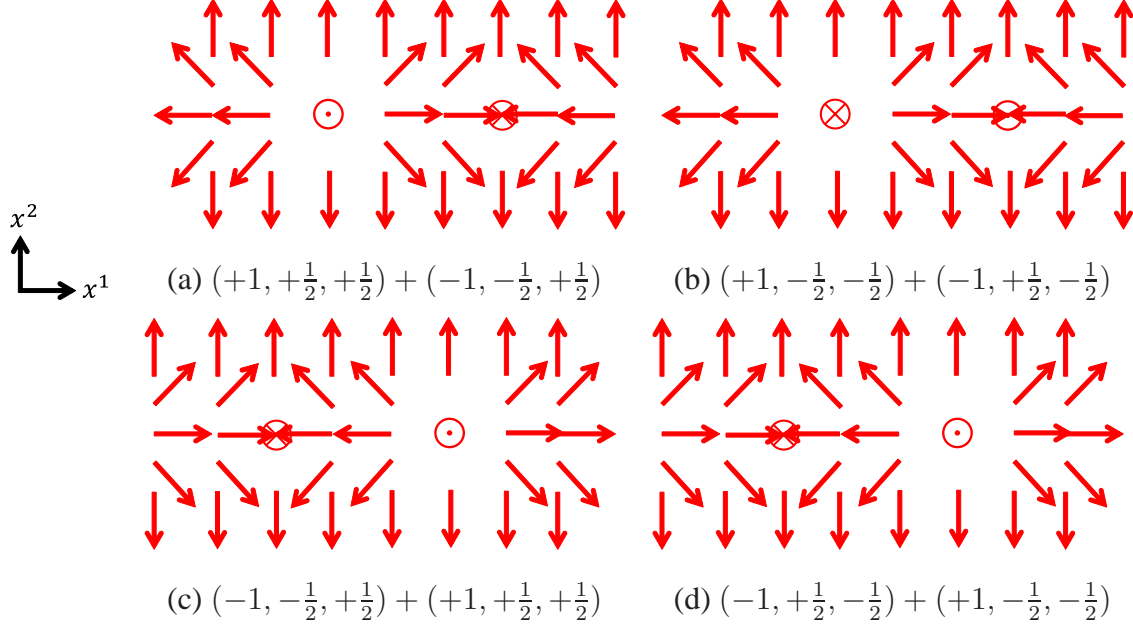 x²
x¹
(a) (+1, +1/2, +1/2) + (−1, −1/2, +1/2)
(b) (+1, −1/2, −1/2) + (−1, +1/2, −1/2)
(c) (−1, −1/2, +1/2) + (+1, +1/2, +1/2)
(d) (−1, +1/2, −1/2) + (+1, −1/2, −1/2)